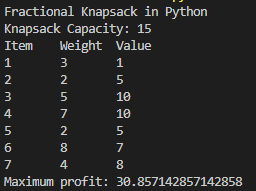 Fractional Knapsack in Python
Knapsack Capacity: 15
Item    Weight  Value
1       3       1
2       2       5
3       5       10
4       7       10
5       2       5
6       8       7
7       4       8
Maximum profit: 30.857142857142858